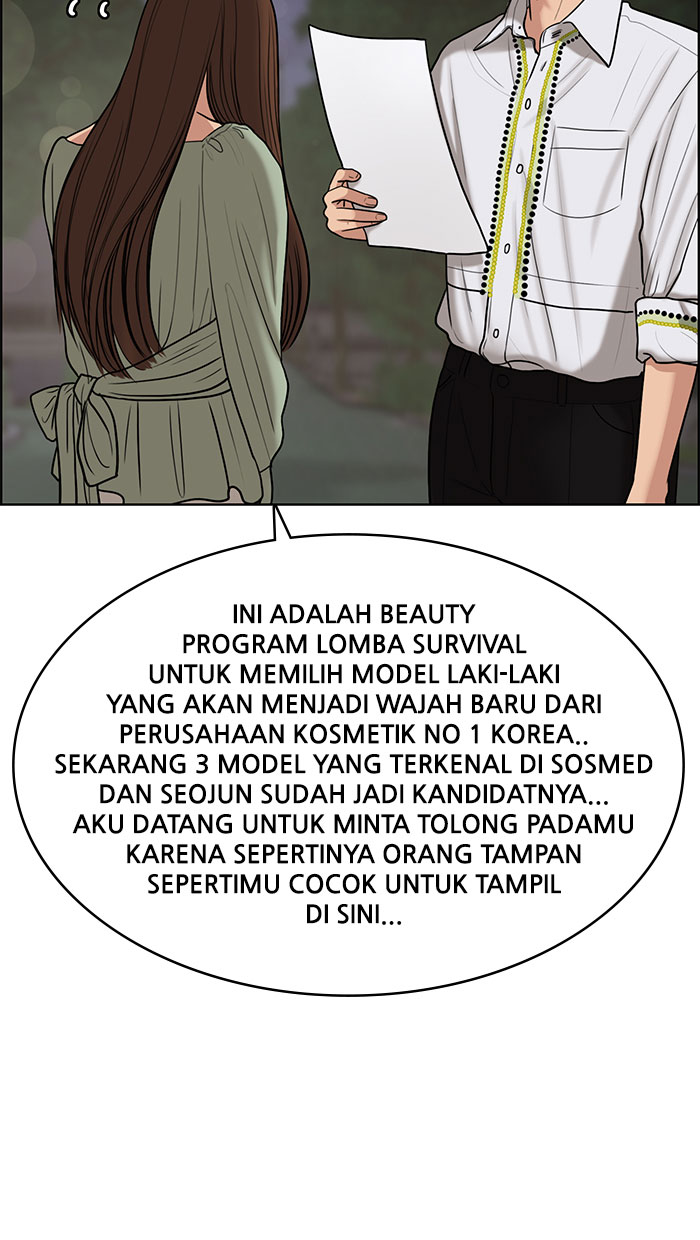 INI ADALAH BEAUTY
PROGRAM LOMBA SURVIVAL
UNTUK MEMILIH MODEL LAKI-LAKI
YANG AKAN MENJADI WAJAH BARU DARI
PERUSAHAAN KOSMETIK NO 1 KOREA..
SEKARANG 3 MODEL YANG TERKENAL DI SOSMED
DAN SEOJUN SUDAH JADI KANDIDATNYA...
AKU DATANG UNTUK MINTA TOLONG PADAMU
KARENA SEPERTINYA ORANG TAMPAN
SEPERTIMU COCOK UNTUK TAMPIL
DI SINI...